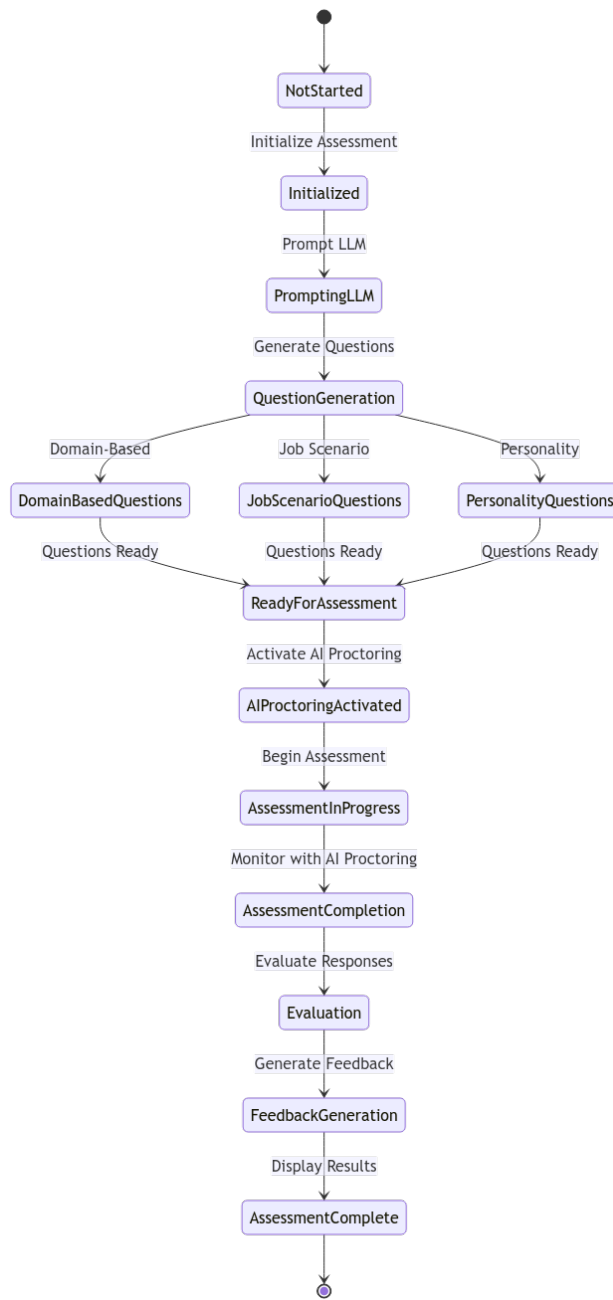 NotStarted
Initialize Assessment
Initialized
Prompt LLM
PromptingLLM
Generate Questions
QuestionGeneration
Domain-Based
Job Scenario
Personality
DomainBasedQuestions
JobScenarioQuestions
PersonalityQuestions
Questions Ready
Questions Ready
Questions Ready
ReadyForAssessment
Activate AI Proctoring
AIProctoringActivated
Begin Assessment
AssessmentInProgress
Monitor with AI Proctoring
AssessmentCompletion
Evaluate Responses
Evaluation
Generate Feedback
FeedbackGeneration
Display Results
AssessmentComplete